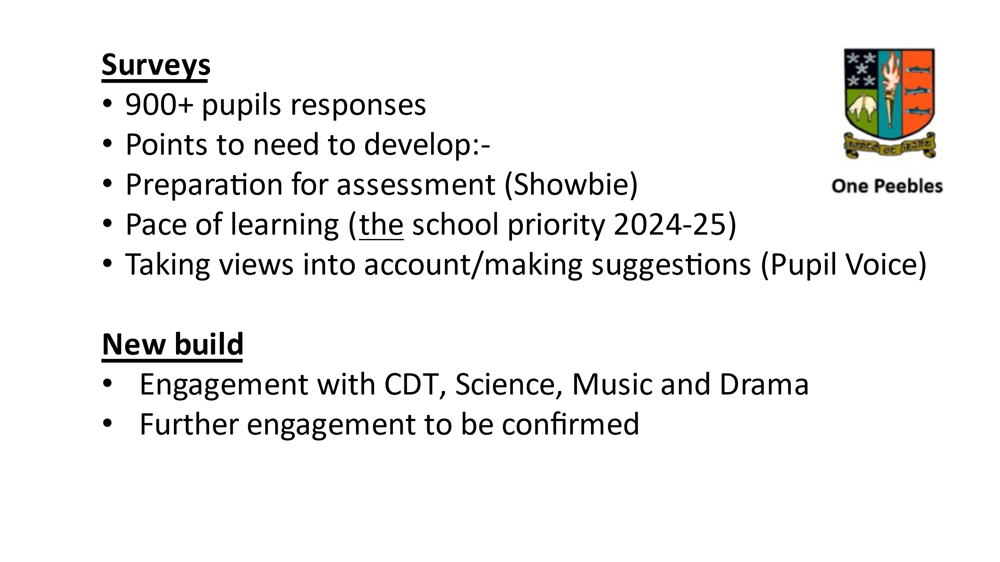 Surveys
• 900+ pupils responses
• Points to need to develop:-
• Preparation for assessment (Showbie)
• Pace of learning (the school priority 2024-25)
• Taking views into account/making suggestions (Pupil Voice)
New build
• Engagement with CDT, Science, Music and Drama
• Further engagement to be confirmed
et
One Peebles